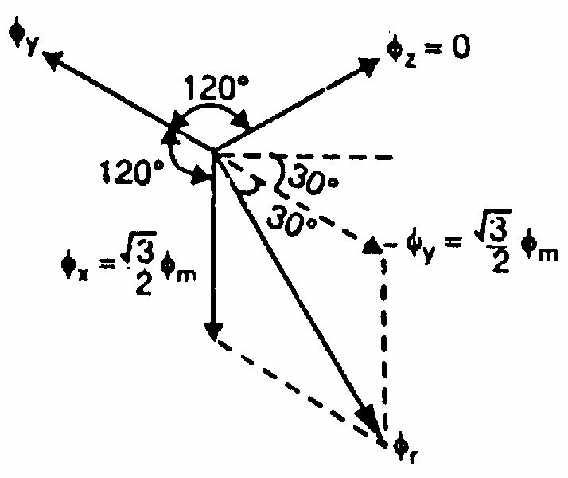 ϕy
ϕz = 0
120°
120°
30°
30°
ϕx = √3/2 ϕm
-ϕy = √3/2 ϕm
ϕr